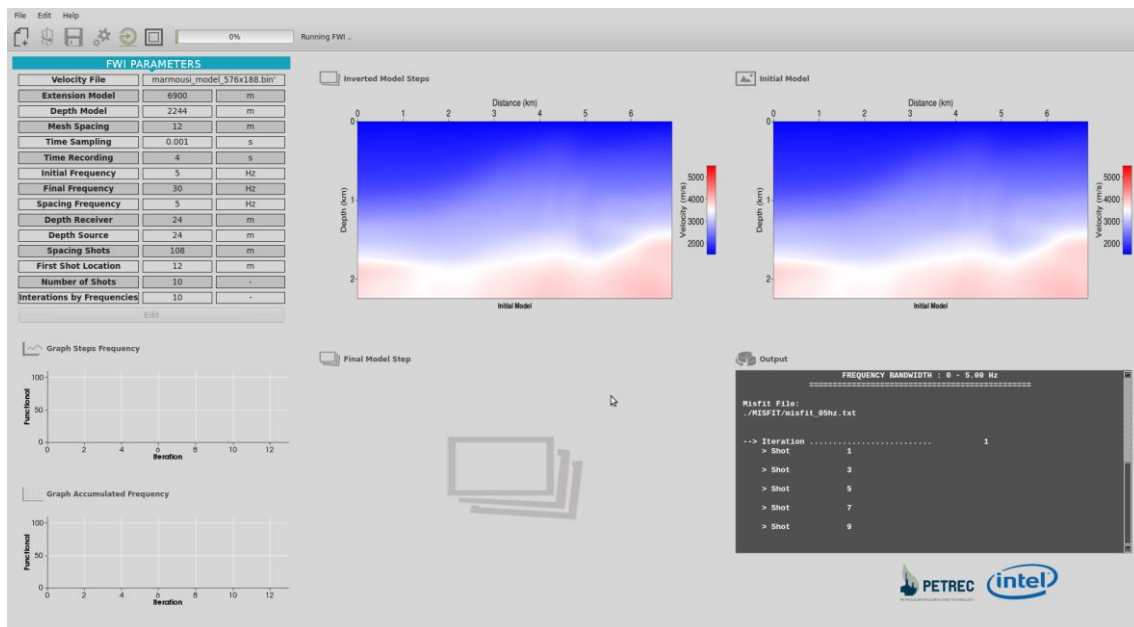 File Edit Help
0% Running FWI ..
FWI PARAMETERS
Velocity File marmousi_model_576x188.bin'
Extension Model 6900 m
Depth Model 2244 m
Mesh Spacing 12 m
Time Sampling 0.001 s
Time Recording 4 s
Initial Frequency 5 Hz
Final Frequency 30 Hz
Spacing Frequency 5 Hz
Depth Receiver 24 m
Depth Source 24 m
Spacing Shots 108 m
First Shot Location 12 m
Number of Shots 10 -
Interations by Frequencies 10 -
Edit
Inverted Model Steps
Distance (km)
0 1 2 3 4 5 6
0
1
2
Depth (km)
Initial Model
5000
4000
3000
2000
Velocity (m/s)
Initial Model
Distance (km)
0 1 2 3 4 5 6
0
1
2
Depth (km)
Initial Model
5000
4000
3000
2000
Velocity (m/s)
Graph Steps Frequency
100
50
0
Functional
0 2 4 6 8 10 12
Iteration
Graph Accumulated Frequency
100
50
0
Functional
0 2 4 6 8 10 12
Iteration
Final Model Step
Output
FREQUENCY BANDWIDTH : 0 - 5.00 Hz
===============================================
Misfit File:
./MISFIT/misfit_05hz.txt
--> Iteration .......................... 1
> Shot 1
> Shot 3
> Shot 5
> Shot 7
> Shot 9
PETREC
intel